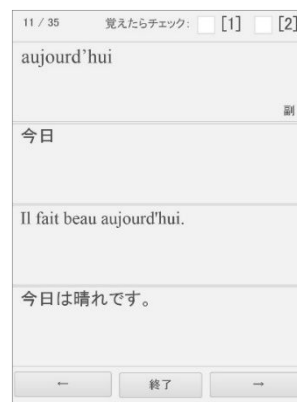 11 / 35 覚えたらチェック: [1] [2]
aujourd’hui
副
今日
Il fait beau aujourd'hui.
今日は晴れです。
← 終了 →